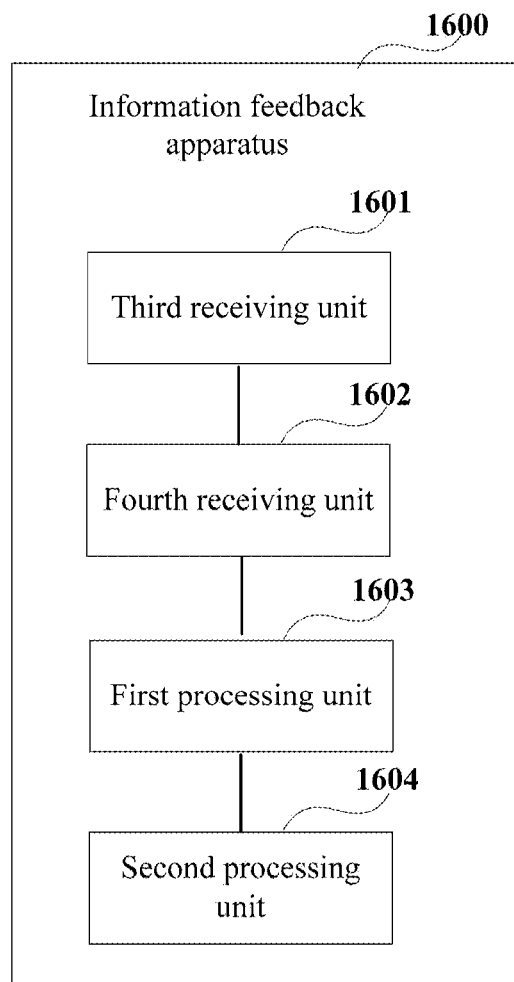 1600
Information feedback
apparatus
1601
Third receiving unit
1602
Fourth receiving unit
1603
First processing unit
1604
Second processing
unit